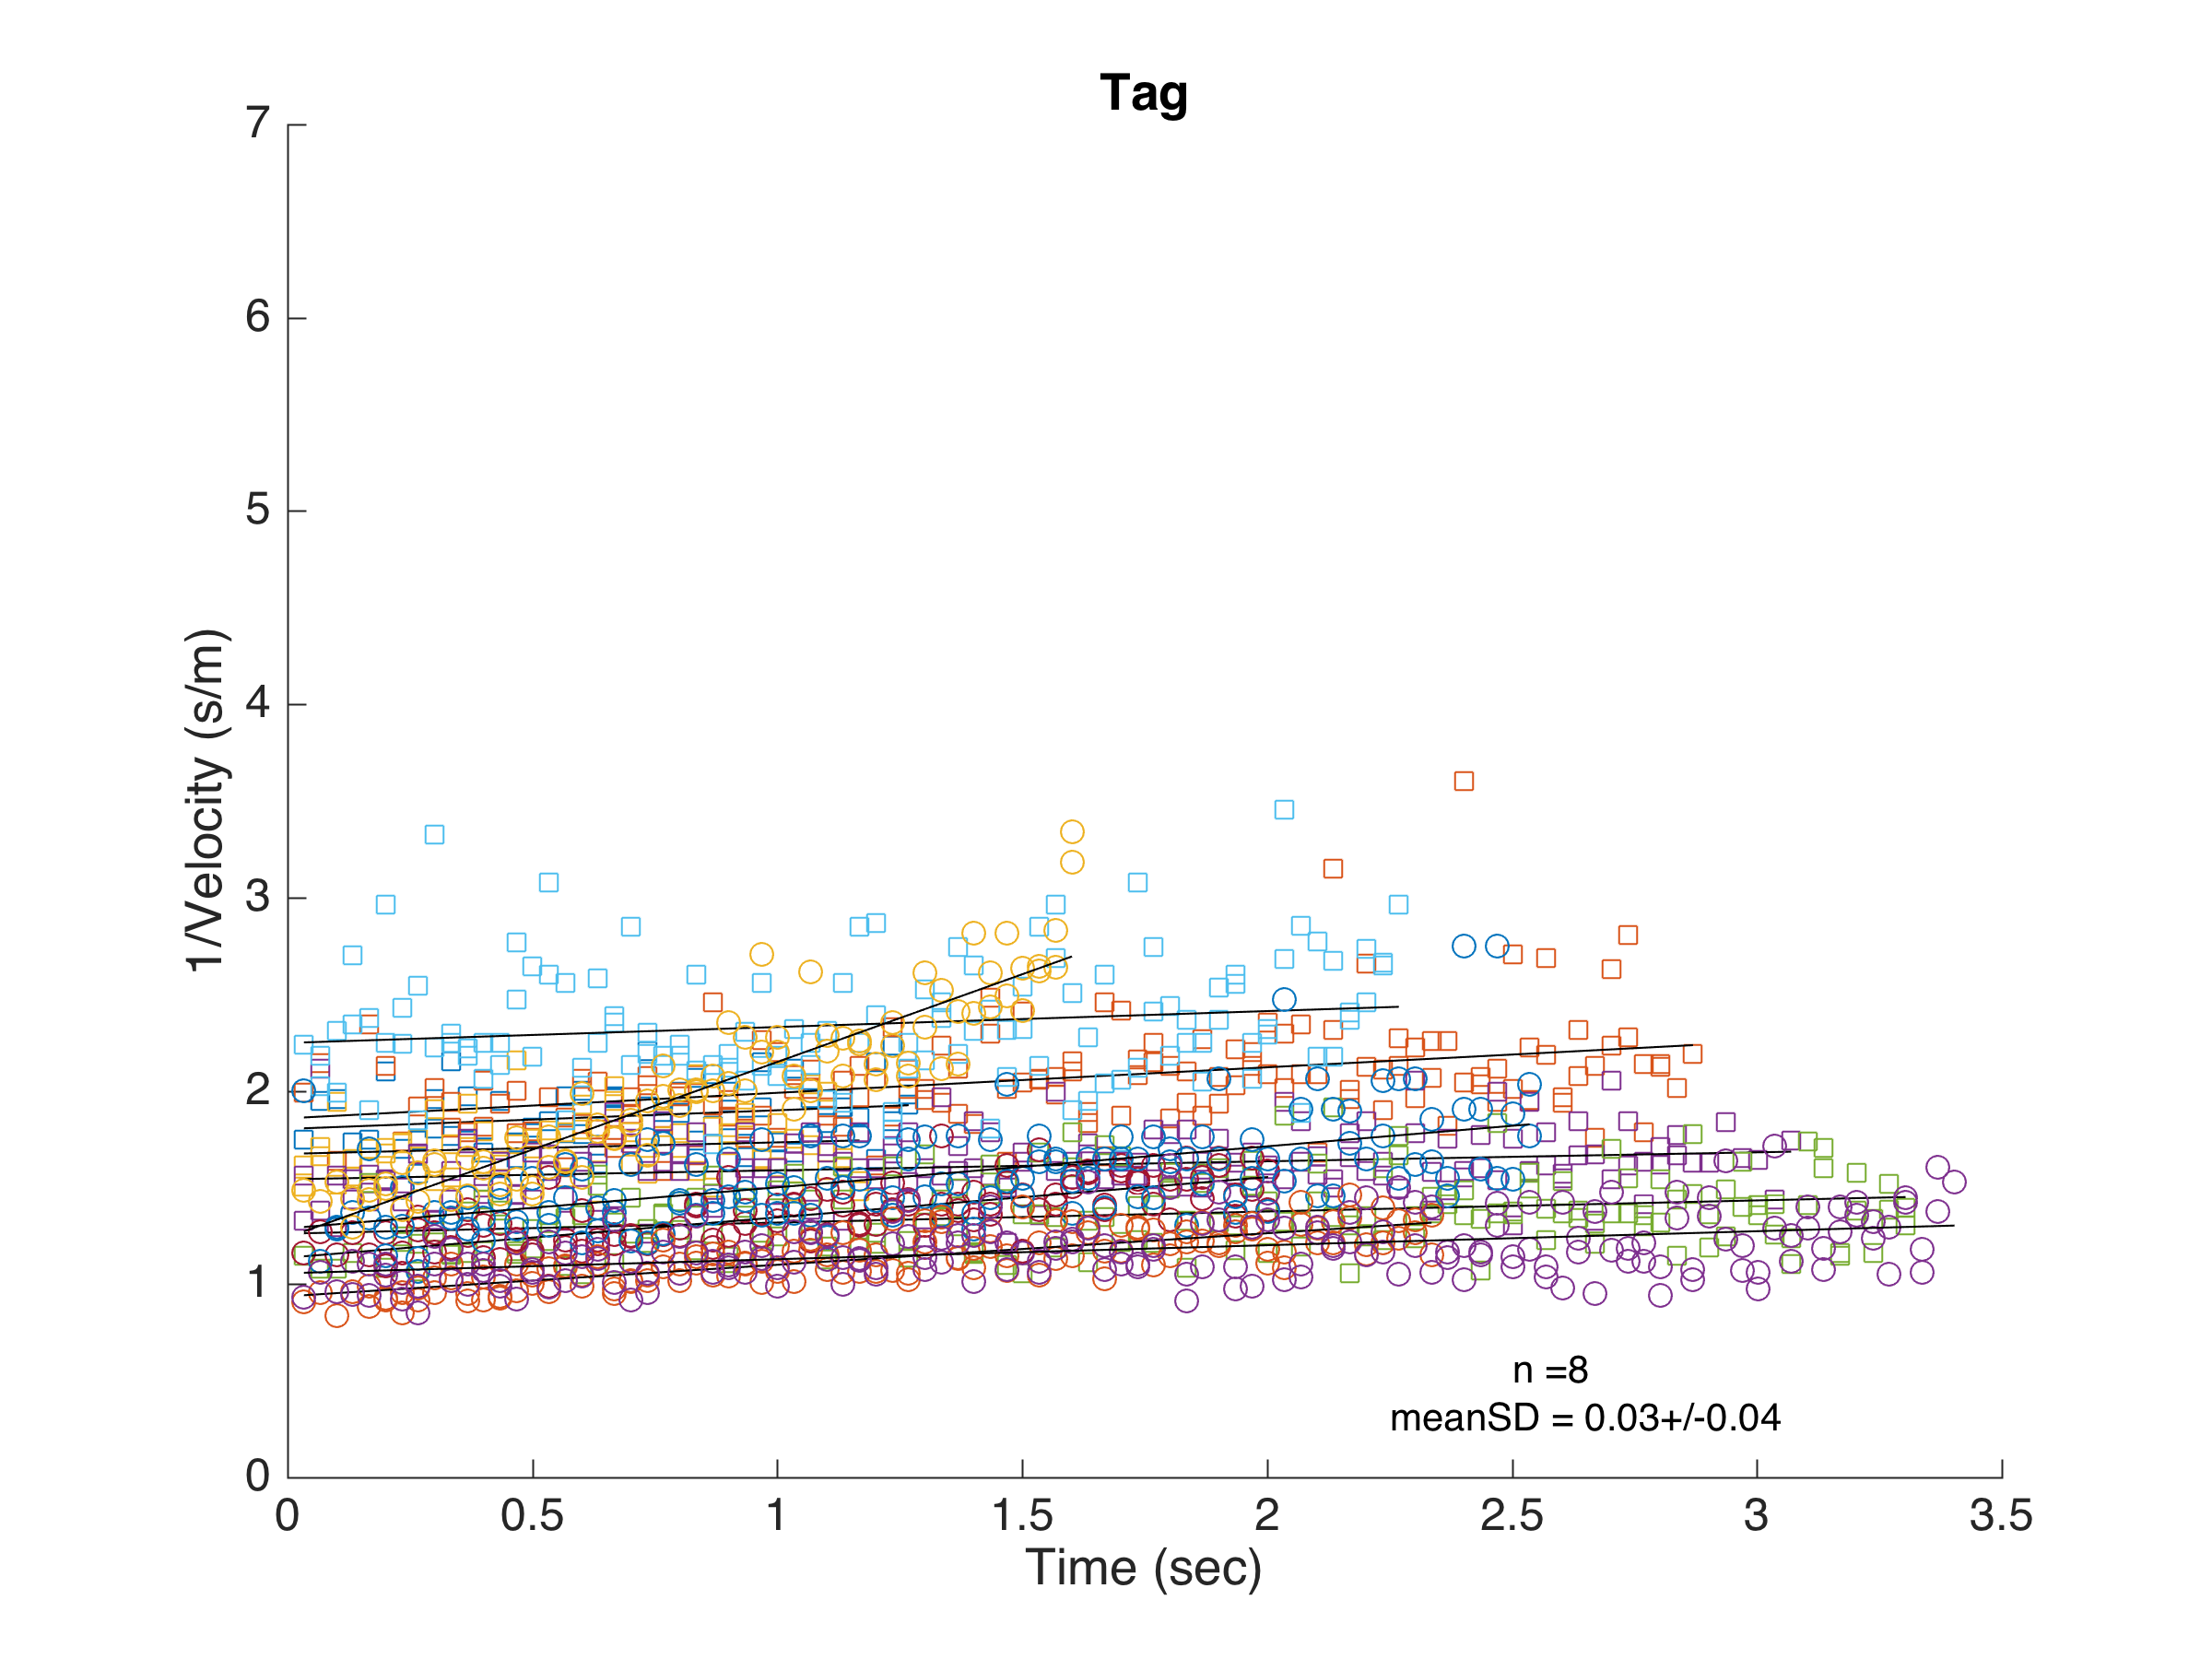 Tag
7
6
5
4
3
2
1
0
1/Velocity (s/m)
n =8
meanSD = 0.03+/-0.04
0 0.5 1 1.5 2 2.5 3 3.5
Time (sec)